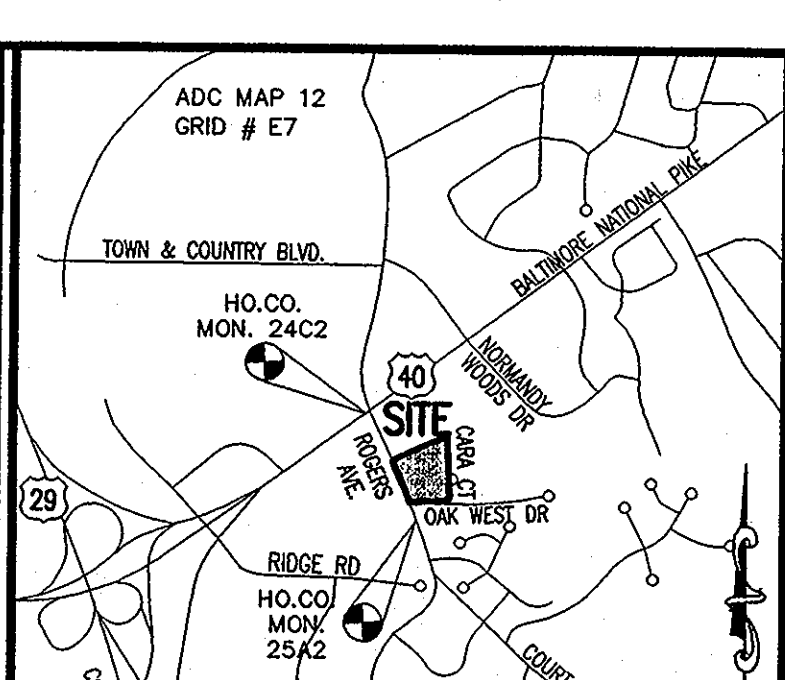 ADC MAP 12
GRID # E7
BALTIMORE NATIONAL PIKE
TOWN & COUNTRY BLVD.
HO.CO.
MON. 24C2
40
NORMANDY
WOODS DR
SITE
ROGERS
AVE.
CARA CT
29
OAK WEST DR
RIDGE RD
HO.CO.
MON.
25A2
COURT